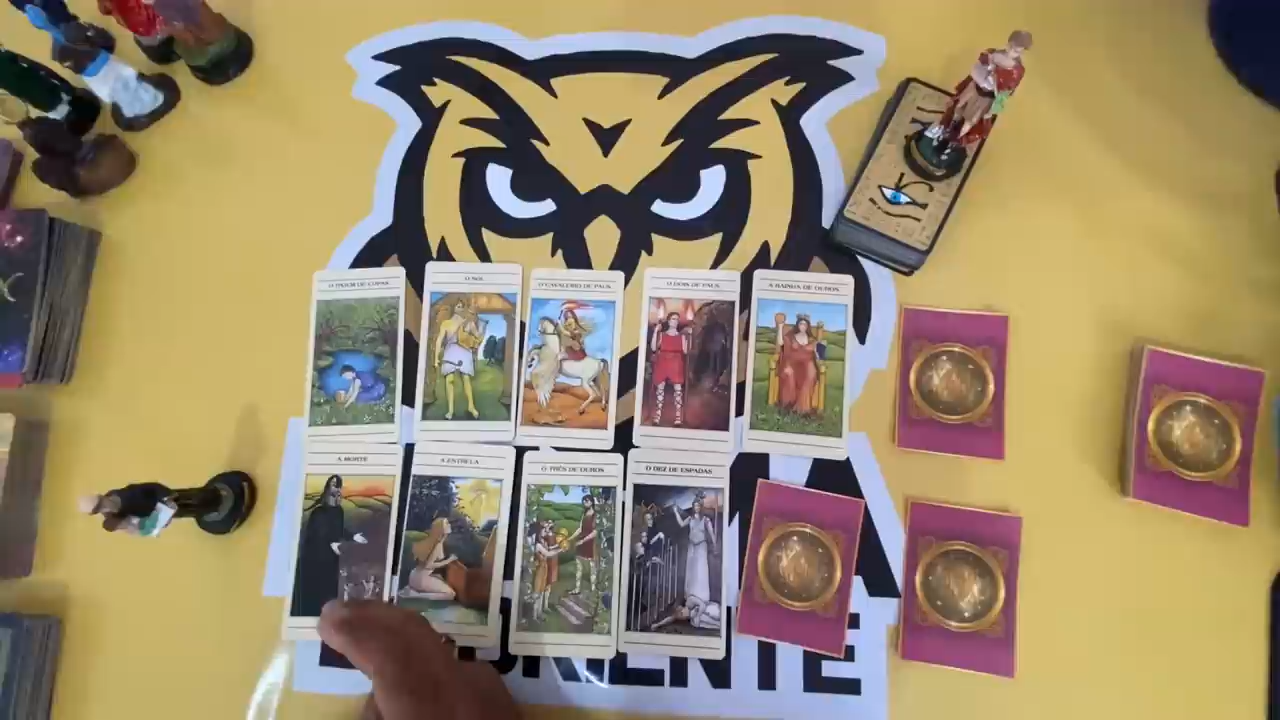 O PAJEM DE COPAS
O SOL
O CAVALEIRO DE PAUS
O DOIS DE PAUS
A RAINHA DE OUROS
A MORTE
A ESTRELA
O TRÊS DE OUROS
O DEZ DE ESPADAS
ORIENTE